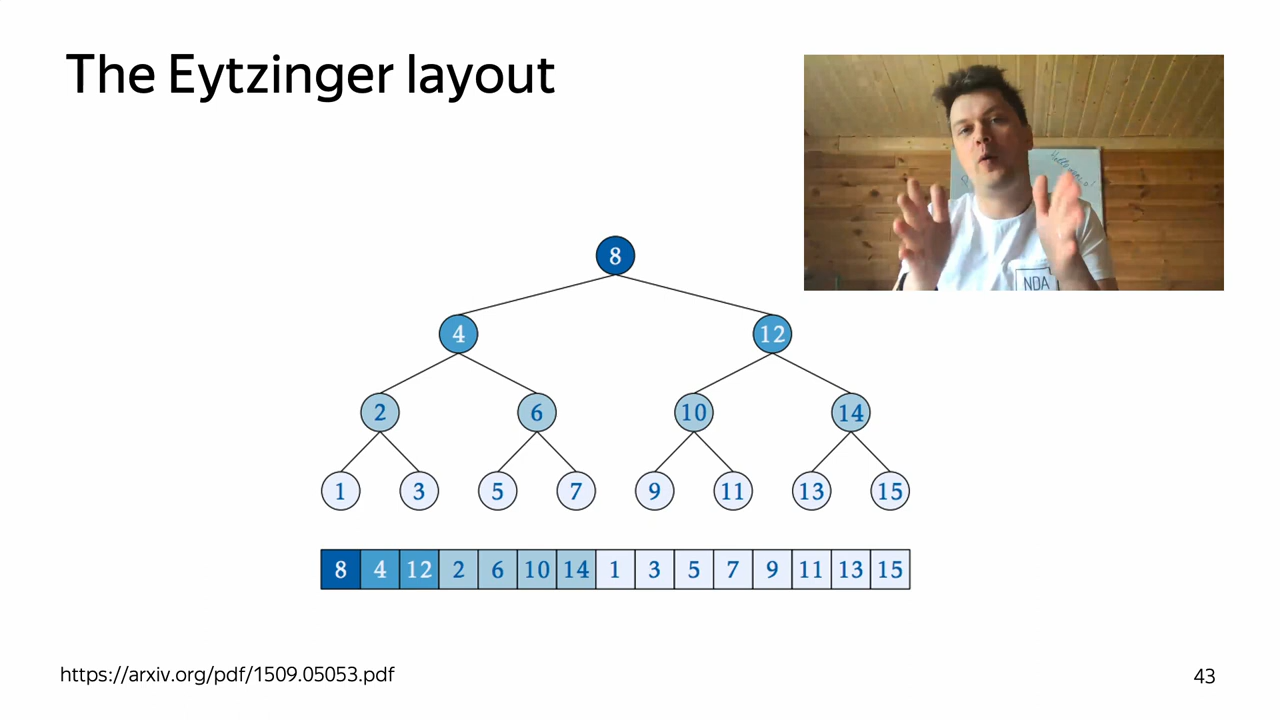 The Eytzinger layout
NDA
8
4 12
2 6 10 14
1 3 5 7 9 11 13 15
8 4 12 2 6 10 14 1 3 5 7 9 11 13 15
https://arxiv.org/pdf/1509.05053.pdf
43